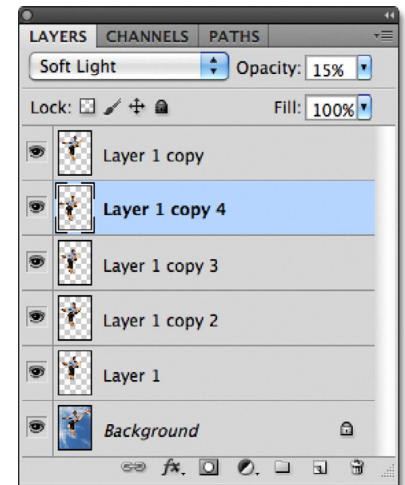 LAYERS CHANNELS PATHS
Soft Light Opacity: 15%
Lock: Fill: 100%
Layer 1 copy
Layer 1 copy 4
Layer 1 copy 3
Layer 1 copy 2
Layer 1
Background
fx.